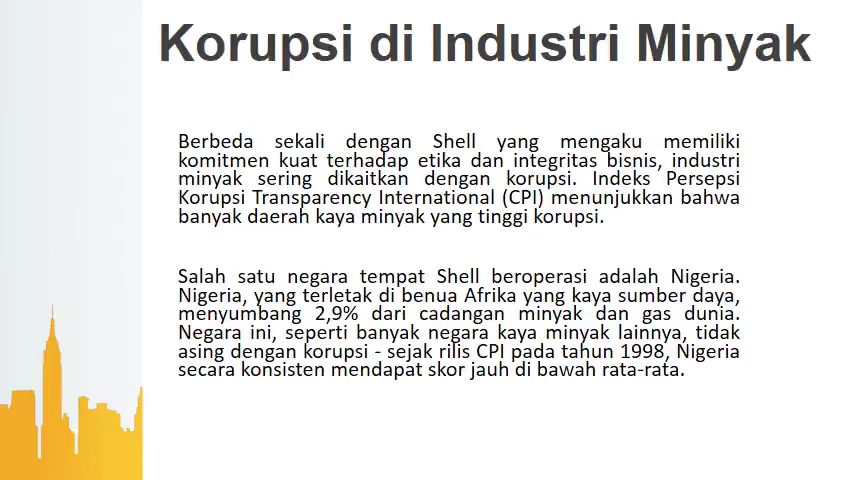 Korupsi di Industri Minyak
Berbeda sekali dengan Shell yang mengaku memiliki
komitmen kuat terhadap etika dan integritas bisnis, industri
minyak sering dikaitkan dengan korupsi. Indeks Persepsi
Korupsi Transparency International (CPI) menunjukkan bahwa
banyak daerah kaya minyak yang tinggi korupsi.
Salah satu negara tempat Shell beroperasi adalah Nigeria.
Nigeria, yang terletak di benua Afrika yang kaya sumber daya,
menyumbang 2,9% dari cadangan minyak dan gas dunia.
Negara ini, seperti banyak negara kaya minyak lainnya, tidak
asing dengan korupsi - sejak rilis CPI pada tahun 1998, Nigeria
secara konsisten mendapat skor jauh di bawah rata-rata.